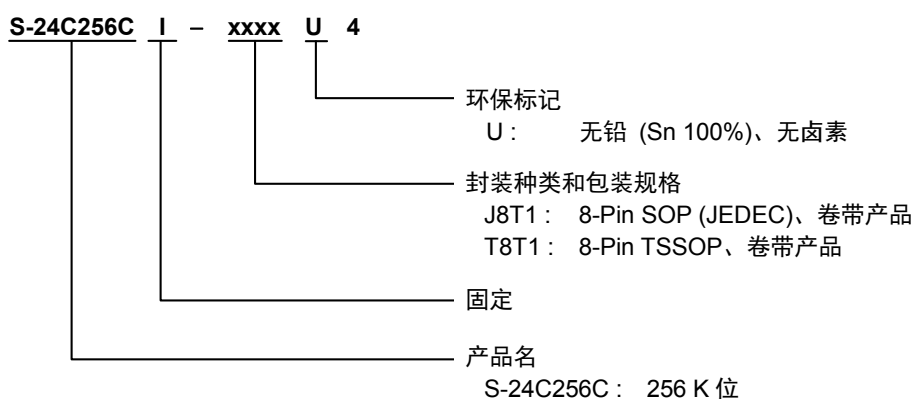 S-24C256C I – xxxx U 4
环保标记
U : 无铅 (Sn 100%)、无卤素
封装种类和包装规格
J8T1 : 8-Pin SOP (JEDEC)、卷带产品
T8T1 : 8-Pin TSSOP、卷带产品
固定
产品名
S-24C256C : 256 K 位